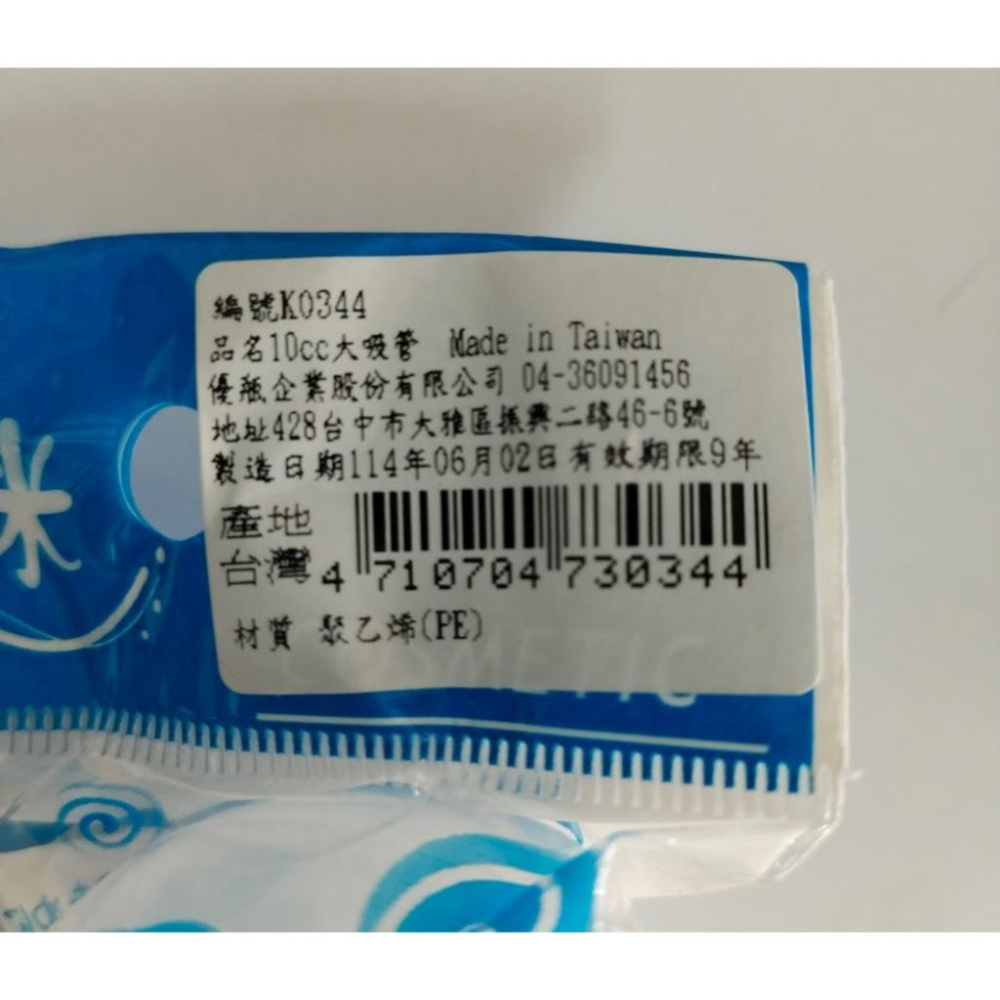 編號K0344
品名10cc大吸管 Made in Taiwan
優瓶企業股份有限公司 04-36091456
地址428台中市大雅區振興二路46-6號
製造日期114年06月02日有效期限9年
產地
台灣
4 710704 730344
材質 聚乙烯(PE)
COSMETIC
米